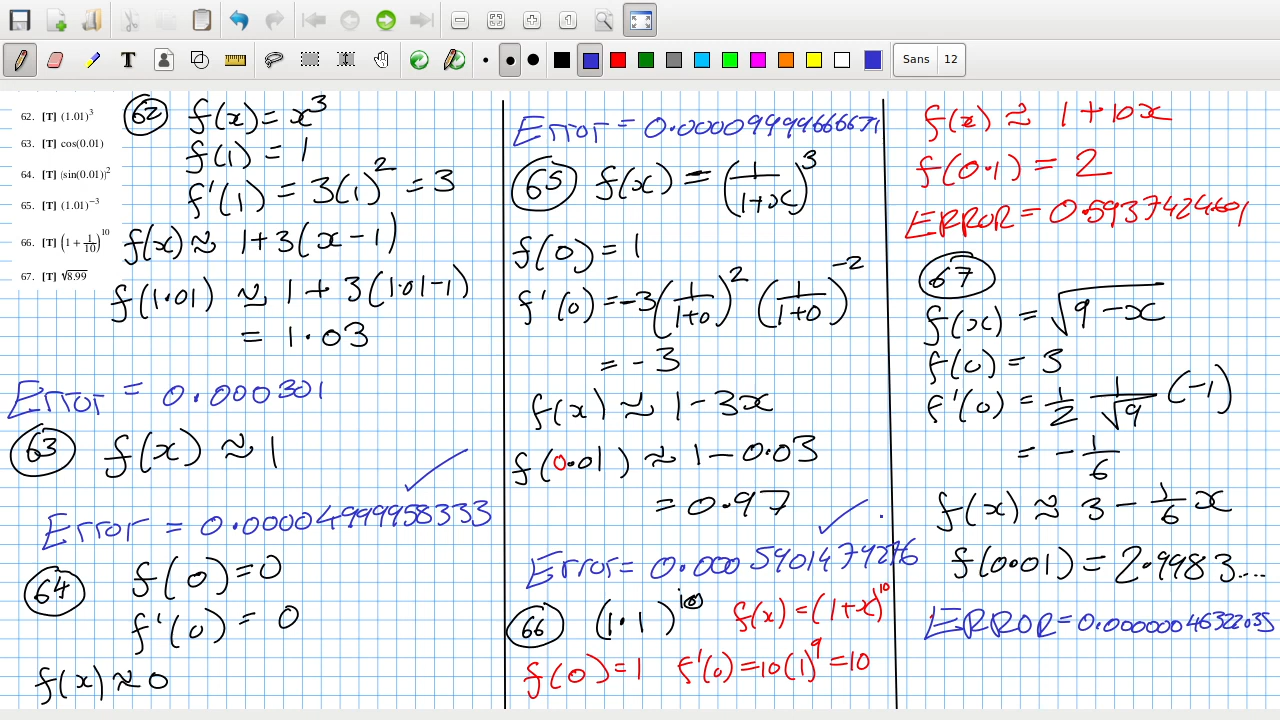 Sans 12
62. [T] (1.01)³
63. [T] cos(0.01)
64. [T] (sin(0.01))²
65. [T] (1.01)⁻³
66. [T] (1 + 1/10)¹⁰
67. [T] √8.99
62 f(x) = x³
f(1) = 1
f'(1) = 3(1)² = 3
f(x) ≈ 1+3(x-1)
f(1.01) ≈ 1 + 3(1.01-1)
= 1.03
Error = 0.000301
63 f(x) ≈ 1
Error = 0.00004999958333
64 f(0) = 0
f'(0) = 0
f(x) ≈ 0
Error = 0.00009999666671
65 f(x) = (1/(1+x))³
f(0) = 1
f'(0) = -3(1/(1+0))² (1/(1+0))⁻²
= -3
f(x) ≈ 1-3x
f(0.01) ≈ 1-0.03
= 0.97
Error = 0.000590147927​6
66 (1.1)¹⁰ f(x) = (1+x)¹⁰
f(0) = 1 f'(0) = 10(1)⁹ = 10
f(x) ≈ 1+10x
f(0.1) = 2
ERROR = 0.5937424601
67
f(x) = √(9-x)
f(0) = 3
f'(0) = 1/2 1/√9 (-1)
= -1/6
f(x) ≈ 3 - 1/6 x
f(0.01) = 2.9983...
ERROR = 0.00000046322035